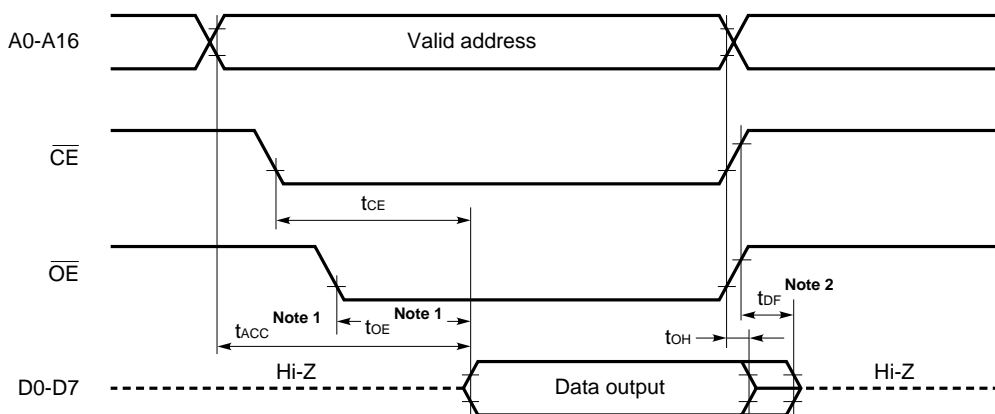 A0-A16
Valid address
CE
tCE
OE
tACC Note 1
tOE Note 1
tDF Note 2
tOH
D0-D7
Hi-Z
Data output
Hi-Z